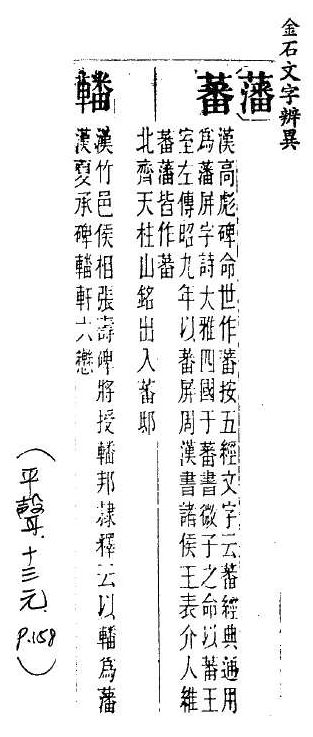 金石文字辨異
藩
蕃
漢高彪碑命世作蕃按五經文字云蕃經典通用
為藩屏字詩大雅四國于蕃書微子之命以蕃王
室左傳昭九年以蕃屏周漢書諸侯王表介人維
蕃藩皆作蕃
北齊天柱山銘出入蕃邸
轓
漢竹邑侯相張壽碑將授轓邦隷釋云以轓為藩
漢夏承碑轓軒六轡
(平聲 十三元 P.158)